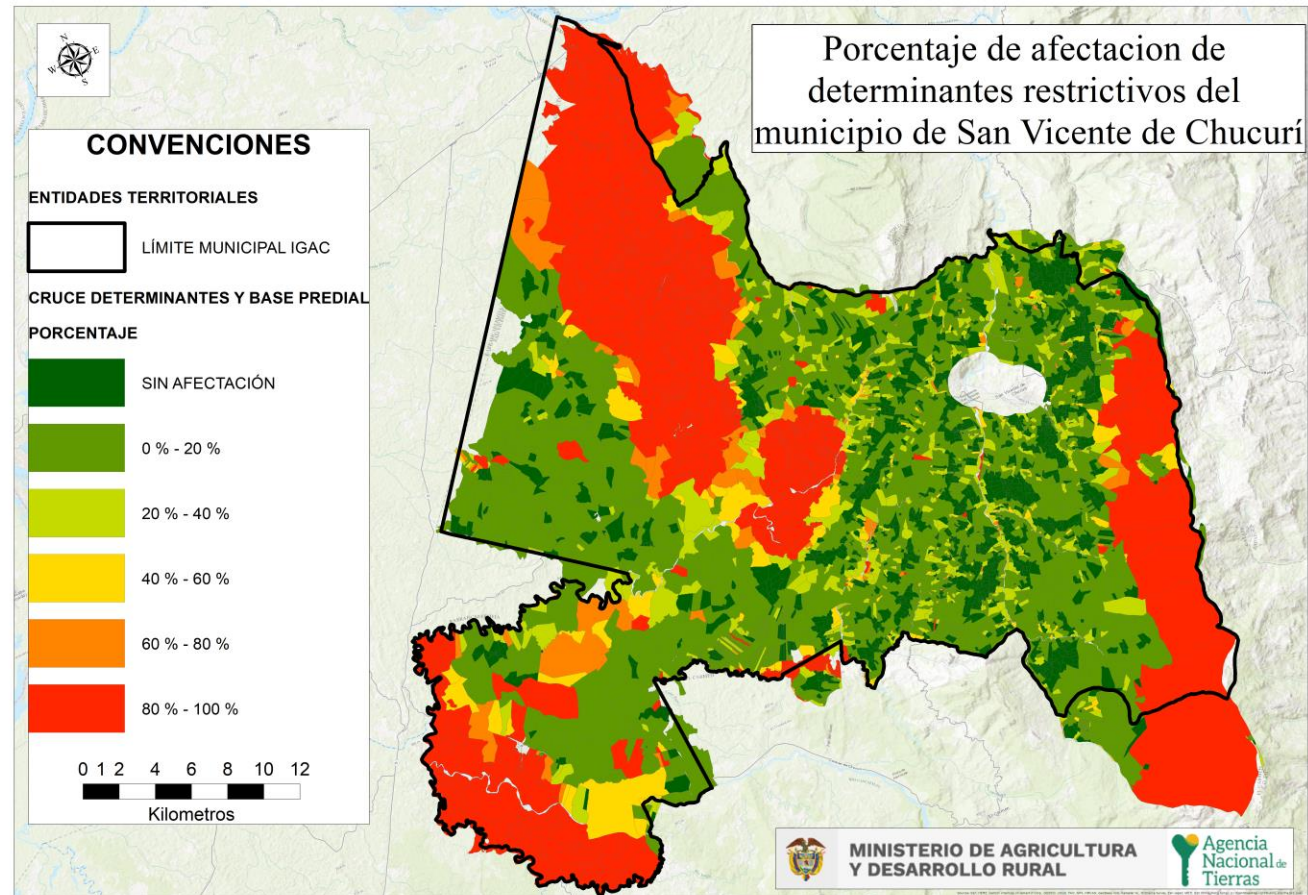 N
E
W
S
Porcentaje de afectacion de
determinantes restrictivos del
municipio de San Vicente de Chucurí
CONVENCIONES
ENTIDADES TERRITORIALES
LÍMITE MUNICIPAL IGAC
CRUCE DETERMINANTES Y BASE PREDIAL
PORCENTAJE
SIN AFECTACIÓN
0 % - 20 %
20 % - 40 %
40 % - 60 %
60 % - 80 %
80 % - 100 %
0 1 2 4 6 8 10 12
Kilometros
MINISTERIO DE AGRICULTURA
Y DESARROLLO RURAL
Agencia
Nacional de
Tierras